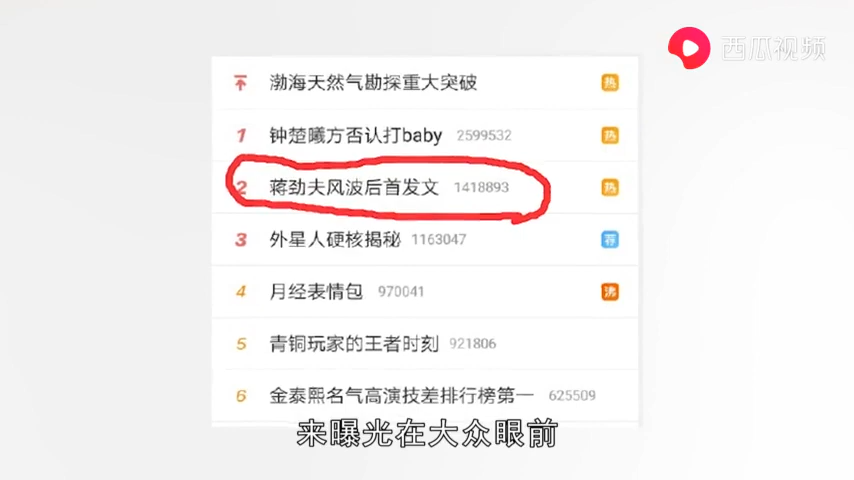 西瓜视频
渤海天然气勘探重大突破 热
1 钟楚曦方否认打baby 2599532 热
2 蒋劲夫风波后首发文 1418893 热
3 外星人硬核揭秘 1163047 荐
4 月经表情包 970041 沸
5 青铜玩家的王者时刻 921806
6 金泰熙名气高演技差排行榜第一 625509
来曝光在大众眼前